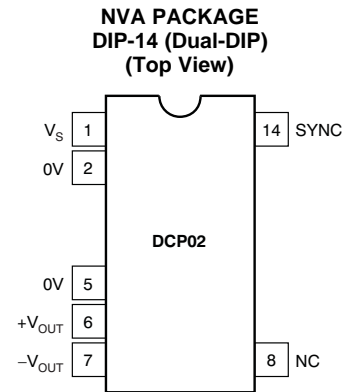 NVA PACKAGE
DIP-14 (Dual-DIP)
(Top View)
VS 1 14 SYNC
0V 2
DCP02
0V 5
+VOUT 6
−VOUT 7 8 NC